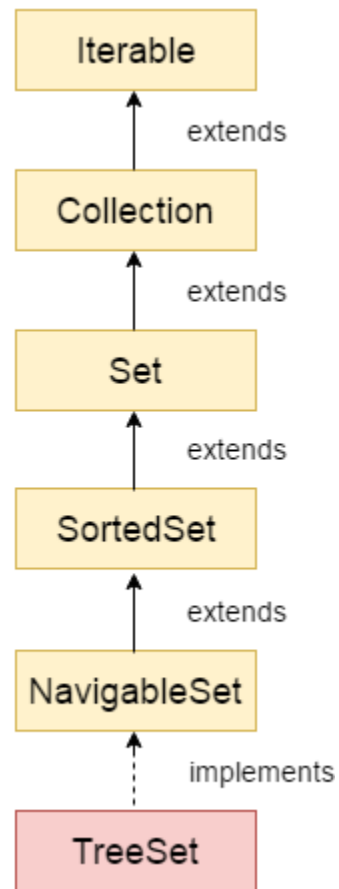 Iterable
extends
Collection
extends
Set
extends
SortedSet
extends
NavigableSet
implements
TreeSet